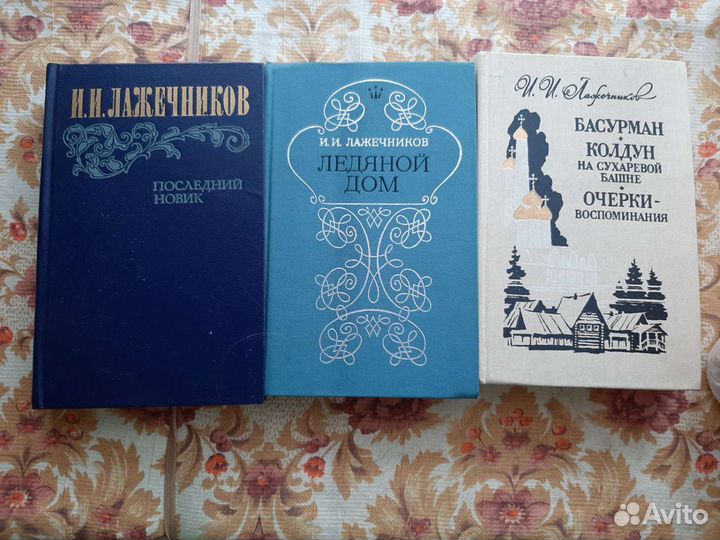 И.И.ЛАЖЕЧНИКОВ
ПОСЛЕДНИЙ
НОВИК
И.И. ЛАЖЕЧНИКОВ
ЛЕДЯНОЙ
ДОМ
И. И. Лажечников
БАСУРМАН
КОЛДУН
НА СУХАРЕВОЙ
БАШНЕ
ОЧЕРКИ-
ВОСПОМИНАНИЯ
Avito